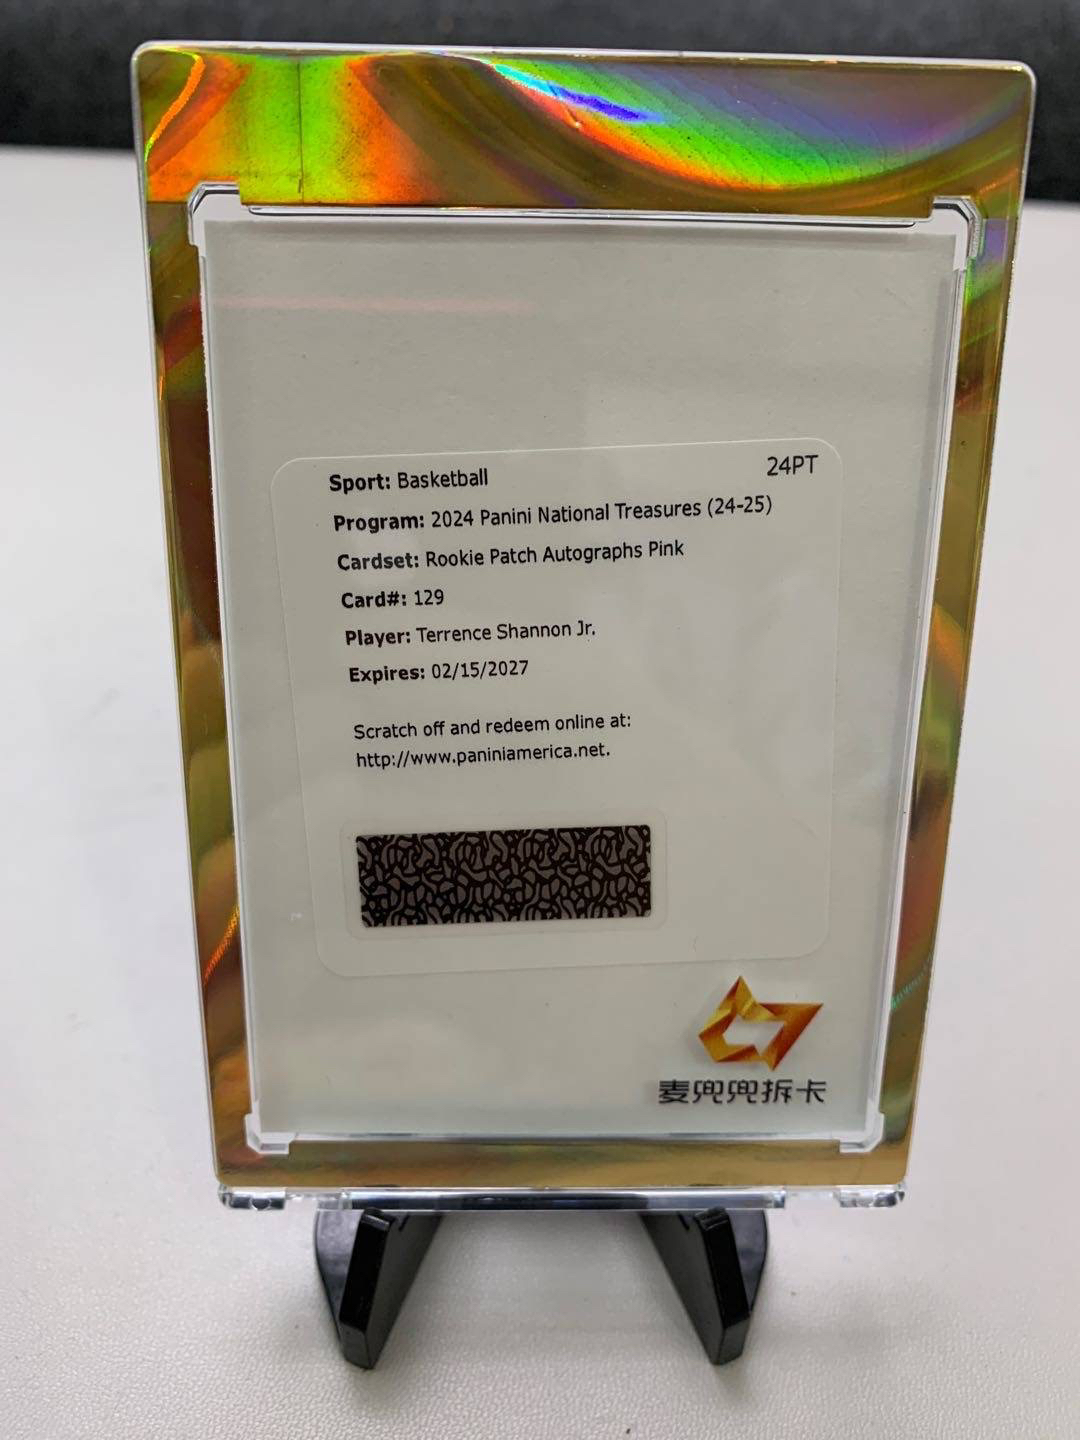 24PT
Sport: Basketball
Program: 2024 Panini National Treasures (24-25)
Cardset: Rookie Patch Autographs Pink
Card#: 129
Player: Terrence Shannon Jr.
Expires: 02/15/2027
Scratch off and redeem online at:
http://www.paniniamerica.net.
麦兜兜拆卡